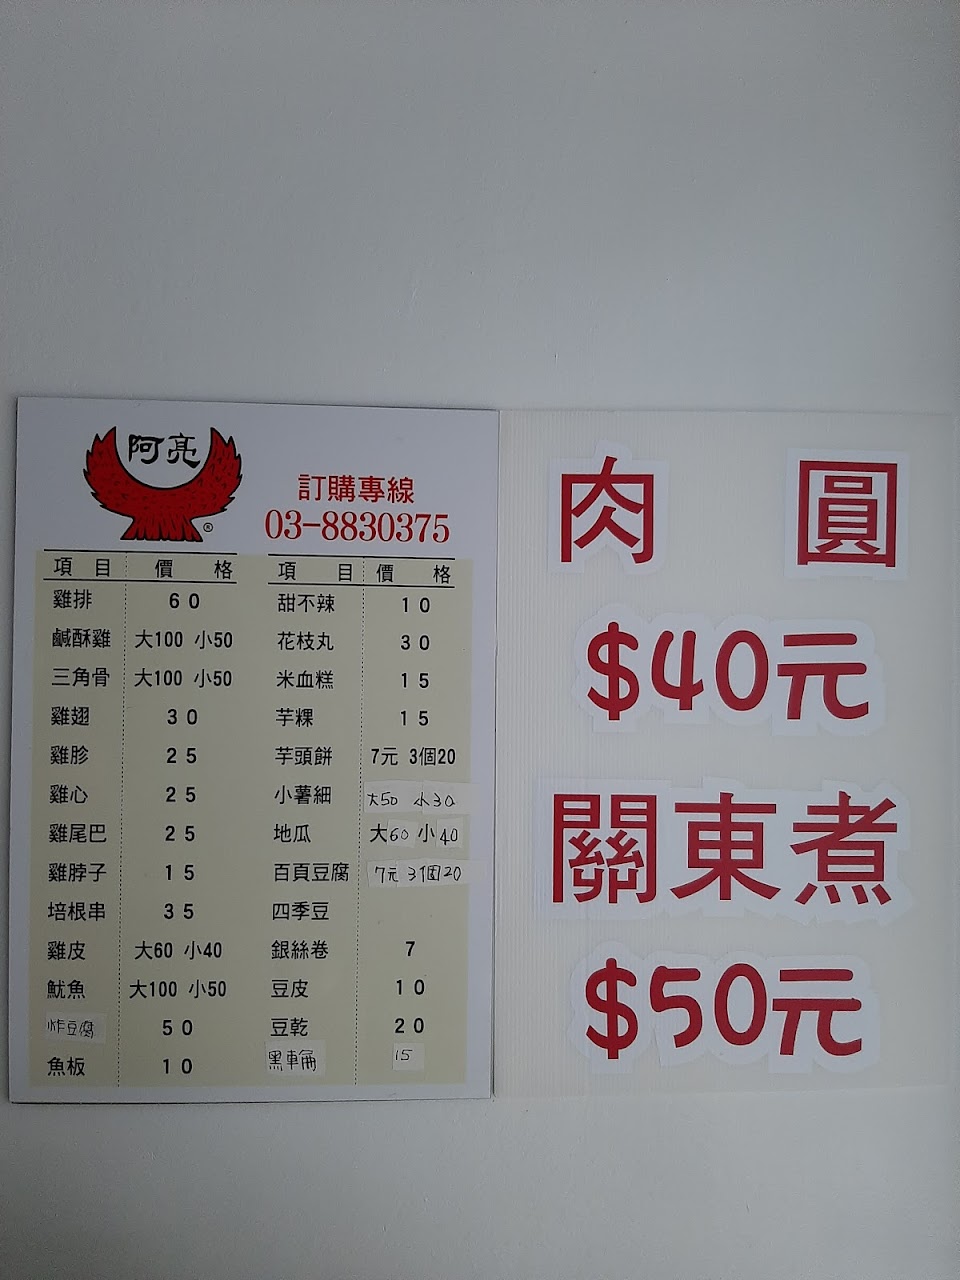 阿亮
®
訂購專線
03-8830375
項目 價格
雞排 60
鹹酥雞 大100 小50
三角骨 大100 小50
雞翅 30
雞胗 25
雞心 25
雞尾巴 25
雞脖子 15
培根串 35
雞皮 大60 小40
魷魚 大100 小50
炸豆腐 50
魚板 10
項目 價格
甜不辣 10
花枝丸 30
米血糕 15
芋粿 15
芋頭餅 7元 3個20
小薯細 大50 小30
地瓜 大60 小40
百頁豆腐 7元 3個20
四季豆
銀絲卷 7
豆皮 10
豆乾 20
黑輪 15
肉圓
$40元
關東煮
$50元